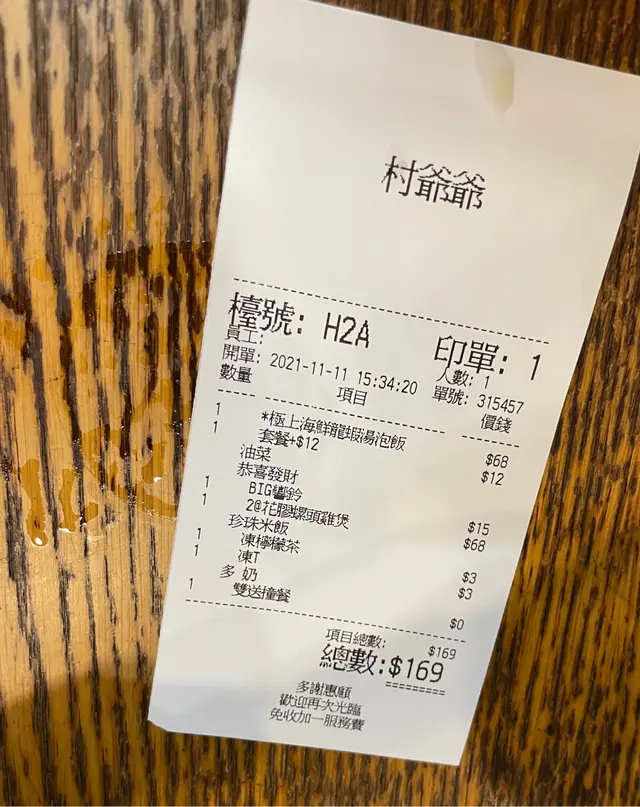 村爺爺
檯號: H2A 印單: 1
員工: 人數: 1
開單: 2021-11-11 15:34:20 單號: 315457
數量 項目 價錢
1 *極上海鮮龍蝦湯泡飯 $68
1 套餐+$12 $12
油菜
恭喜發財
1 BIG響鈴 $15
1 2@花膠螺頭雞煲 $68
珍珠米飯
1 凍檸檬茶 $3
1 凍T $3
多 奶
1 雙送撞餐 $0
項目總數: $169
總數:$169
多謝惠顧
歡迎再次光臨
免收加一服務費